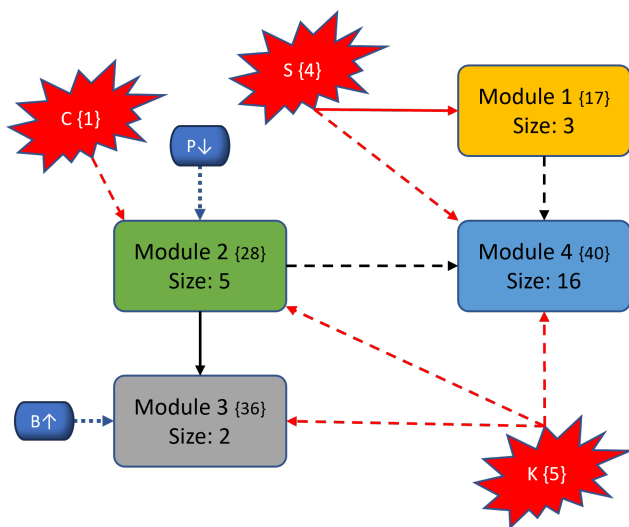 S {4}
Module 1 {17}
Size: 3
C {1}
P↓
Module 2 {28}
Size: 5
Module 4 {40}
Size: 16
Module 3 {36}
Size: 2
B↑
K {5}